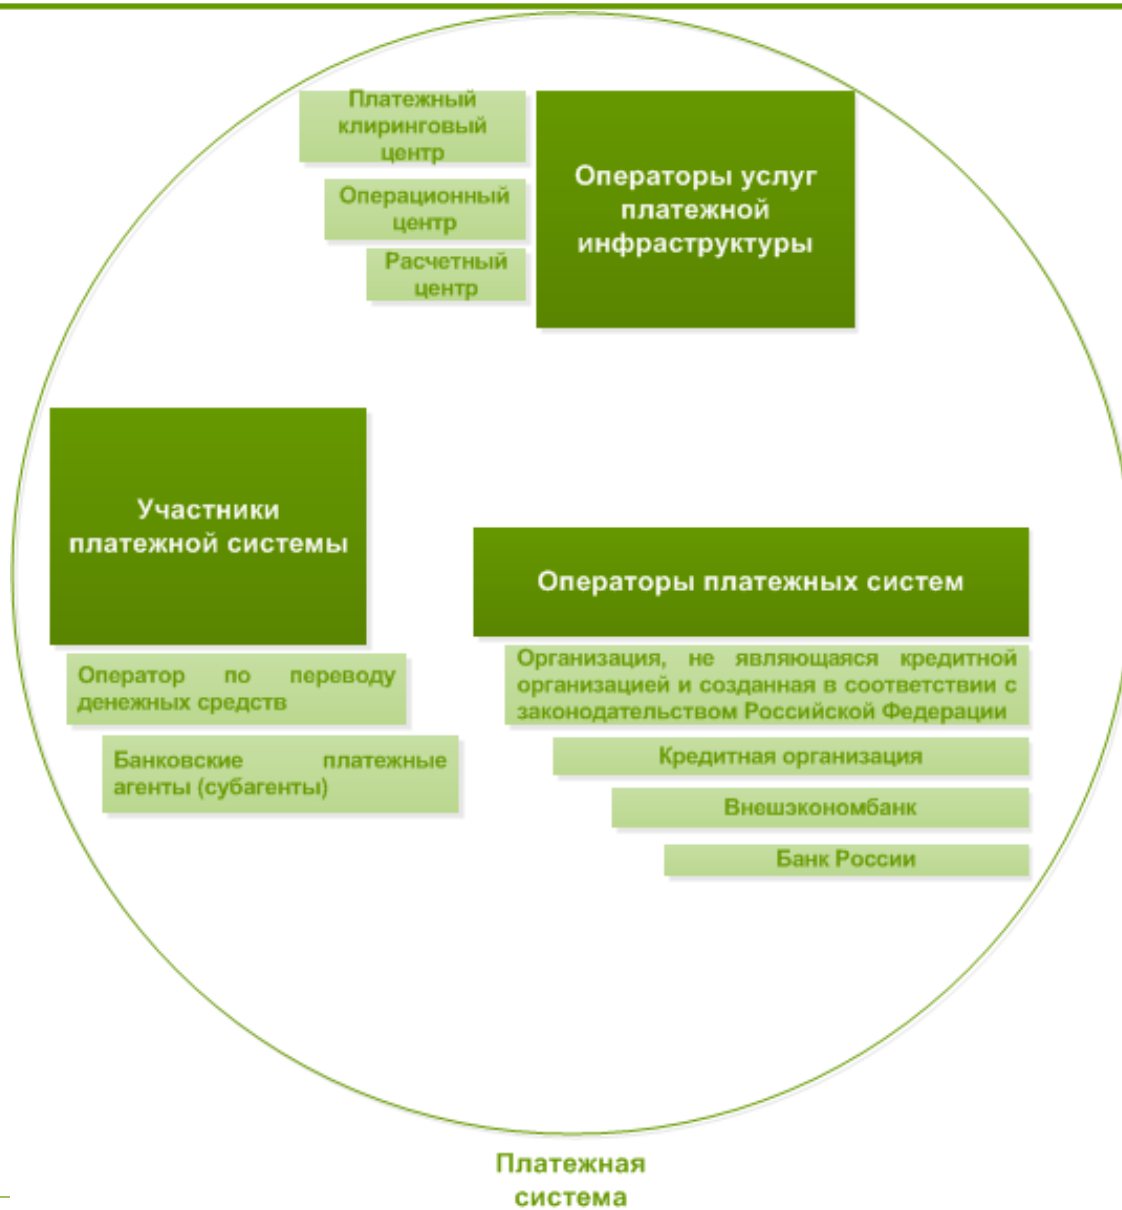 Платежный
клиринговый
центр
Операционный
центр
Расчетный
центр
Операторы услуг
платежной
инфраструктуры
Участники
платежной системы
Оператор по переводу
денежных средств
Банковские платежные
агенты (субагенты)
Операторы платежных систем
Организация, не являющаяся кредитной
организацией и созданная в соответствии с
законодательством Российской Федерации
Кредитная организация
Внешэкономбанк
Банк России
Платежная
система